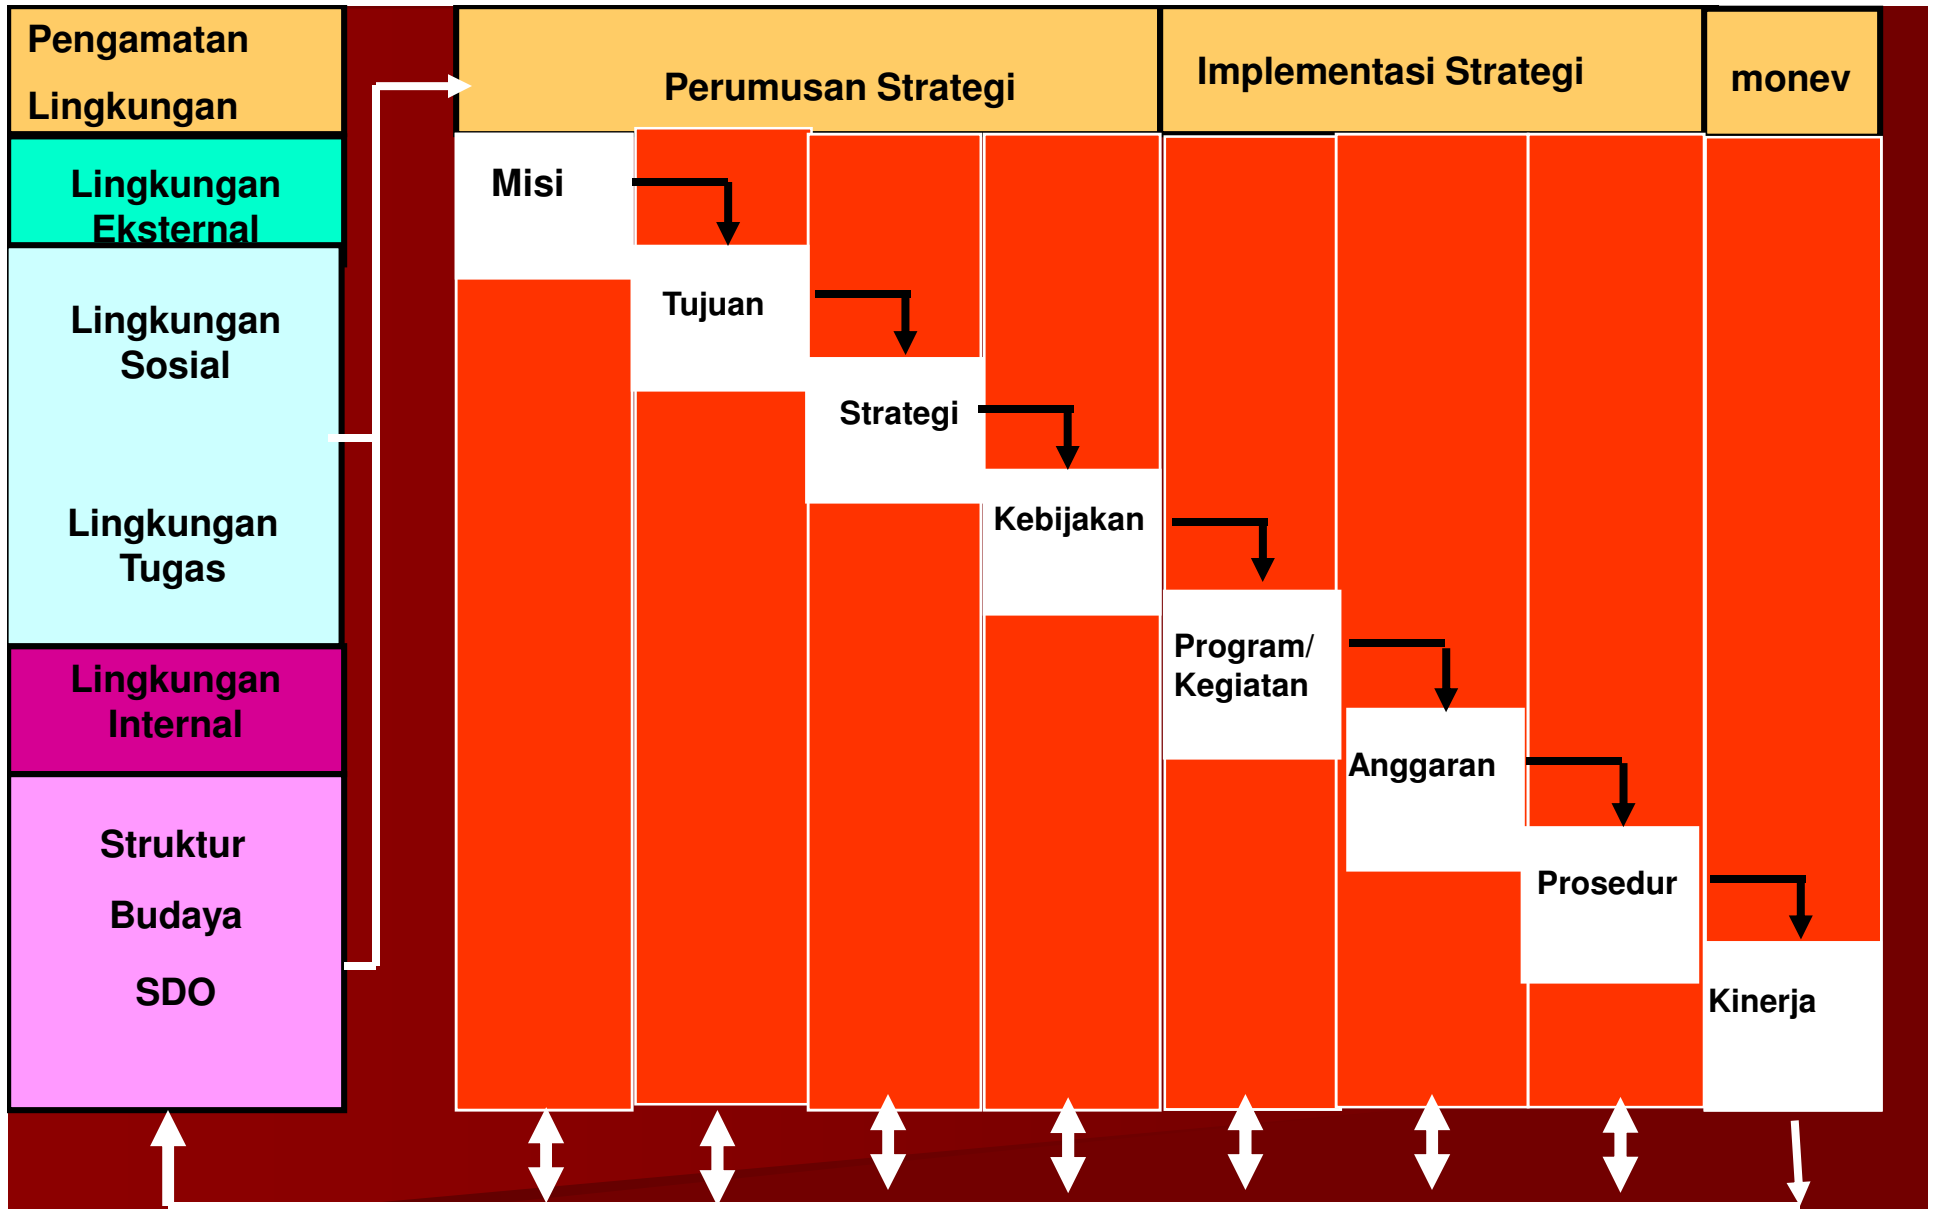 Pengamatan
Lingkungan
Lingkungan
Eksternal
Lingkungan
Sosial
Lingkungan
Tugas
Lingkungan
Internal
Struktur
Budaya
SDO
Perumusan Strategi
Implementasi Strategi
monev
Misi
Tujuan
Strategi
Kebijakan
Program/
Kegiatan
Anggaran
Prosedur
Kinerja